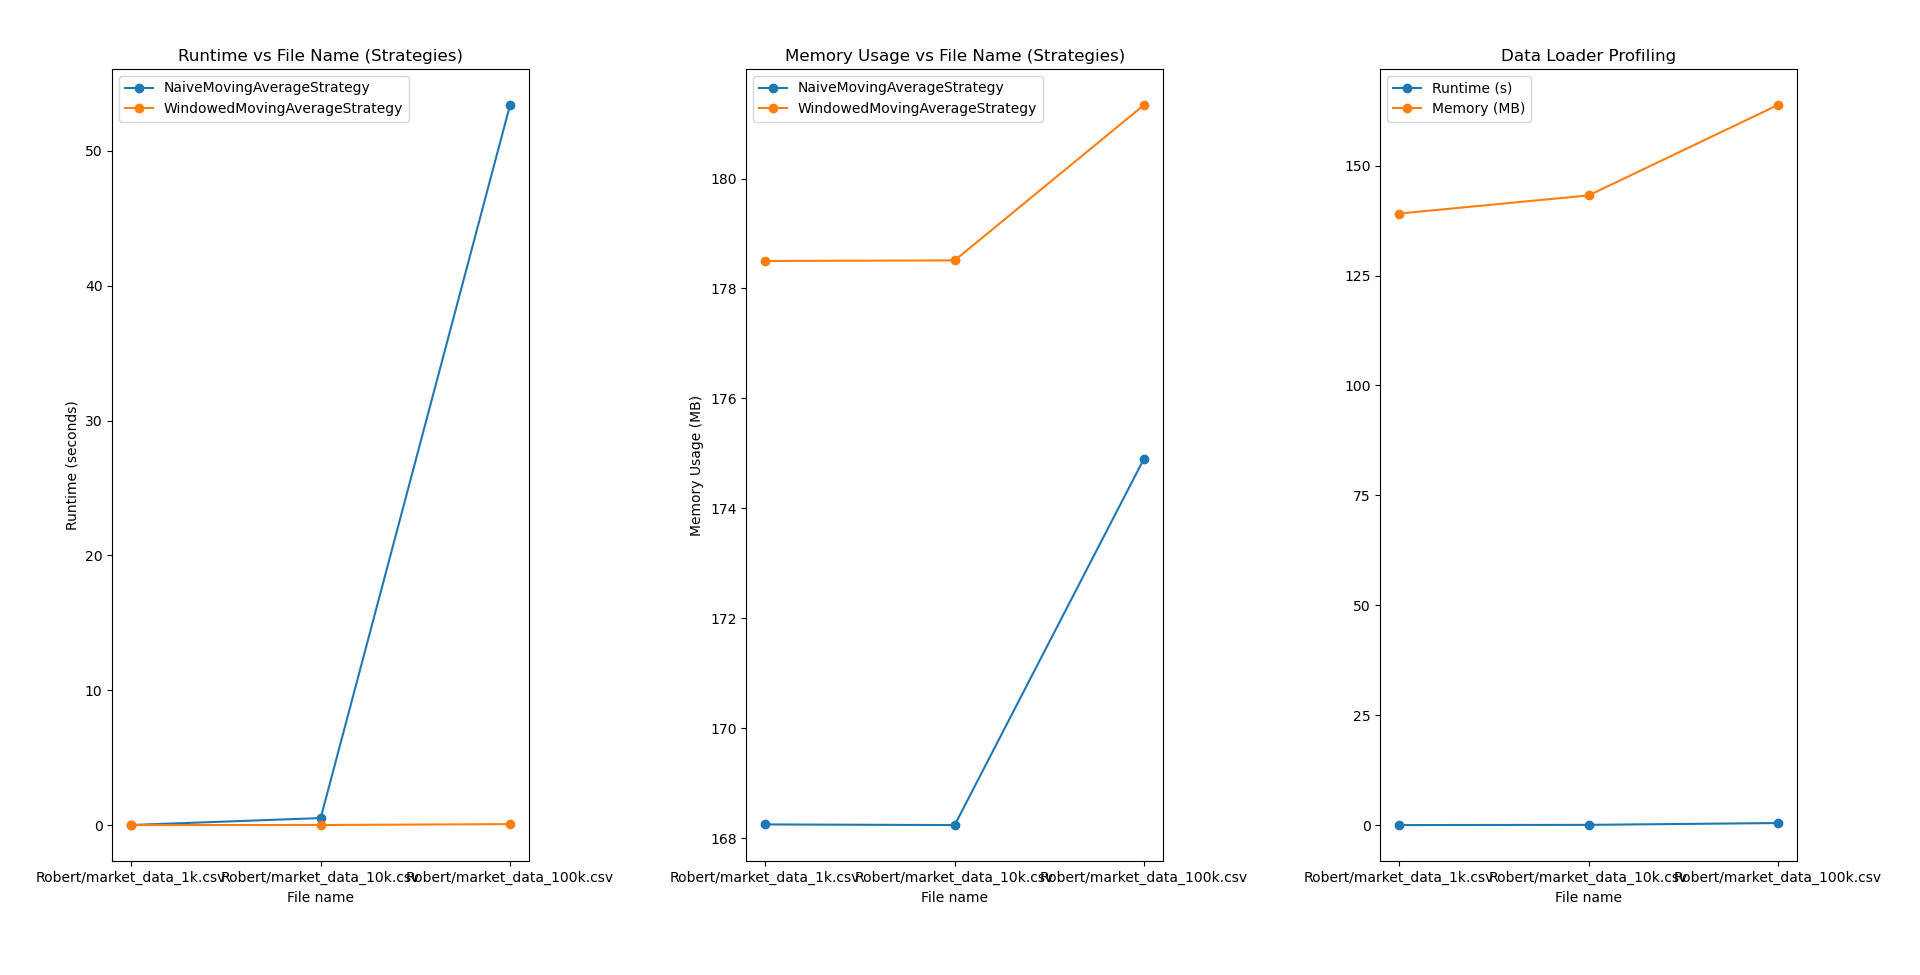 Runtime vs File Name (Strategies)
NaiveMovingAverageStrategy
WindowedMovingAverageStrategy
50
40
30
20
10
0
Runtime (seconds)
Robert/market_data_1k.csv
Robert/market_data_10k.csv
Robert/market_data_100k.csv
File name
Memory Usage vs File Name (Strategies)
NaiveMovingAverageStrategy
WindowedMovingAverageStrategy
180
178
176
174
172
170
168
Memory Usage (MB)
Robert/market_data_1k.csv
Robert/market_data_10k.csv
Robert/market_data_100k.csv
File name
Data Loader Profiling
Runtime (s)
Memory (MB)
150
125
100
75
50
25
0
Robert/market_data_1k.csv
Robert/market_data_10k.csv
Robert/market_data_100k.csv
File name